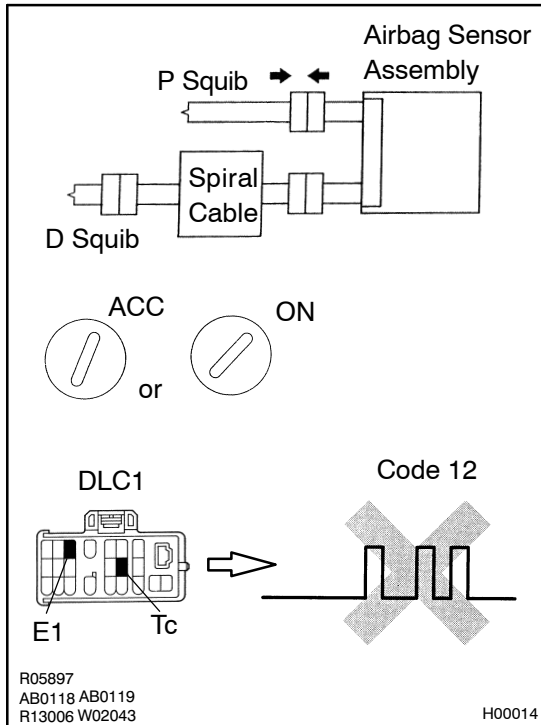 Airbag Sensor
Assembly
P Squib
Spiral
Cable
D Squib
ACC
ON
or
DLC1
Code 12
E1
Tc
R05897
AB0118 AB0119
R13006 W02043
H00014